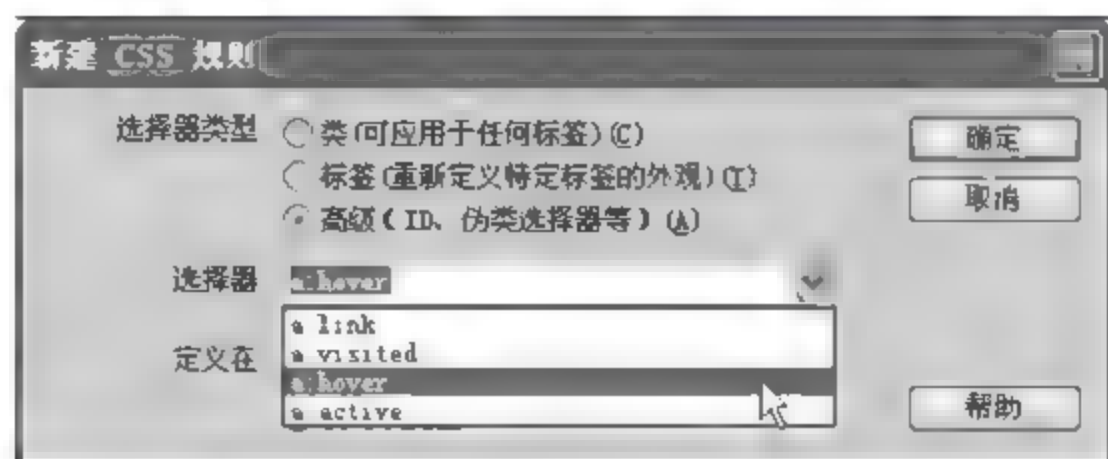 新建 CSS 规则
选择器类型 类(可应用于任何标签)(C)
标签(重新定义特定标签的外观)(T)
高级(ID、伪类选择器等)(A)
确定
取消
选择器 a:hover
a:link
a:visited
a:hover
a:active
定义在
帮助